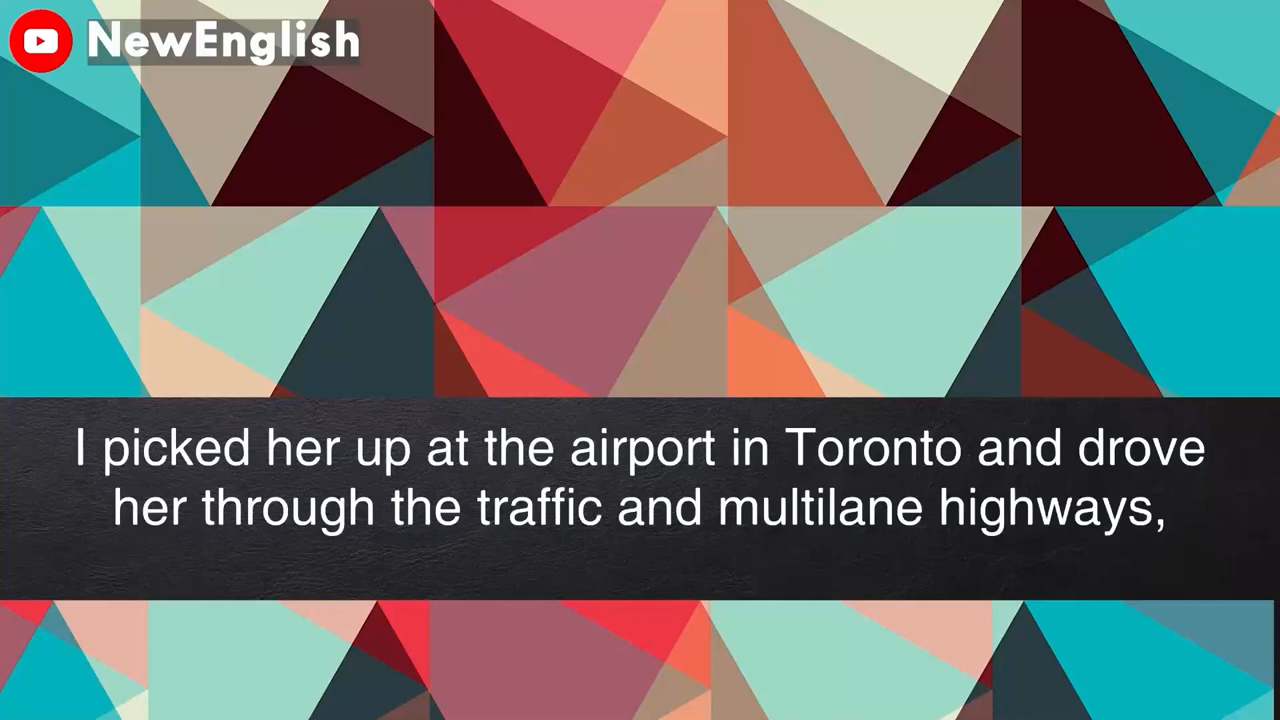 NewEnglish
I picked her up at the airport in Toronto and drove
her through the traffic and multilane highways,